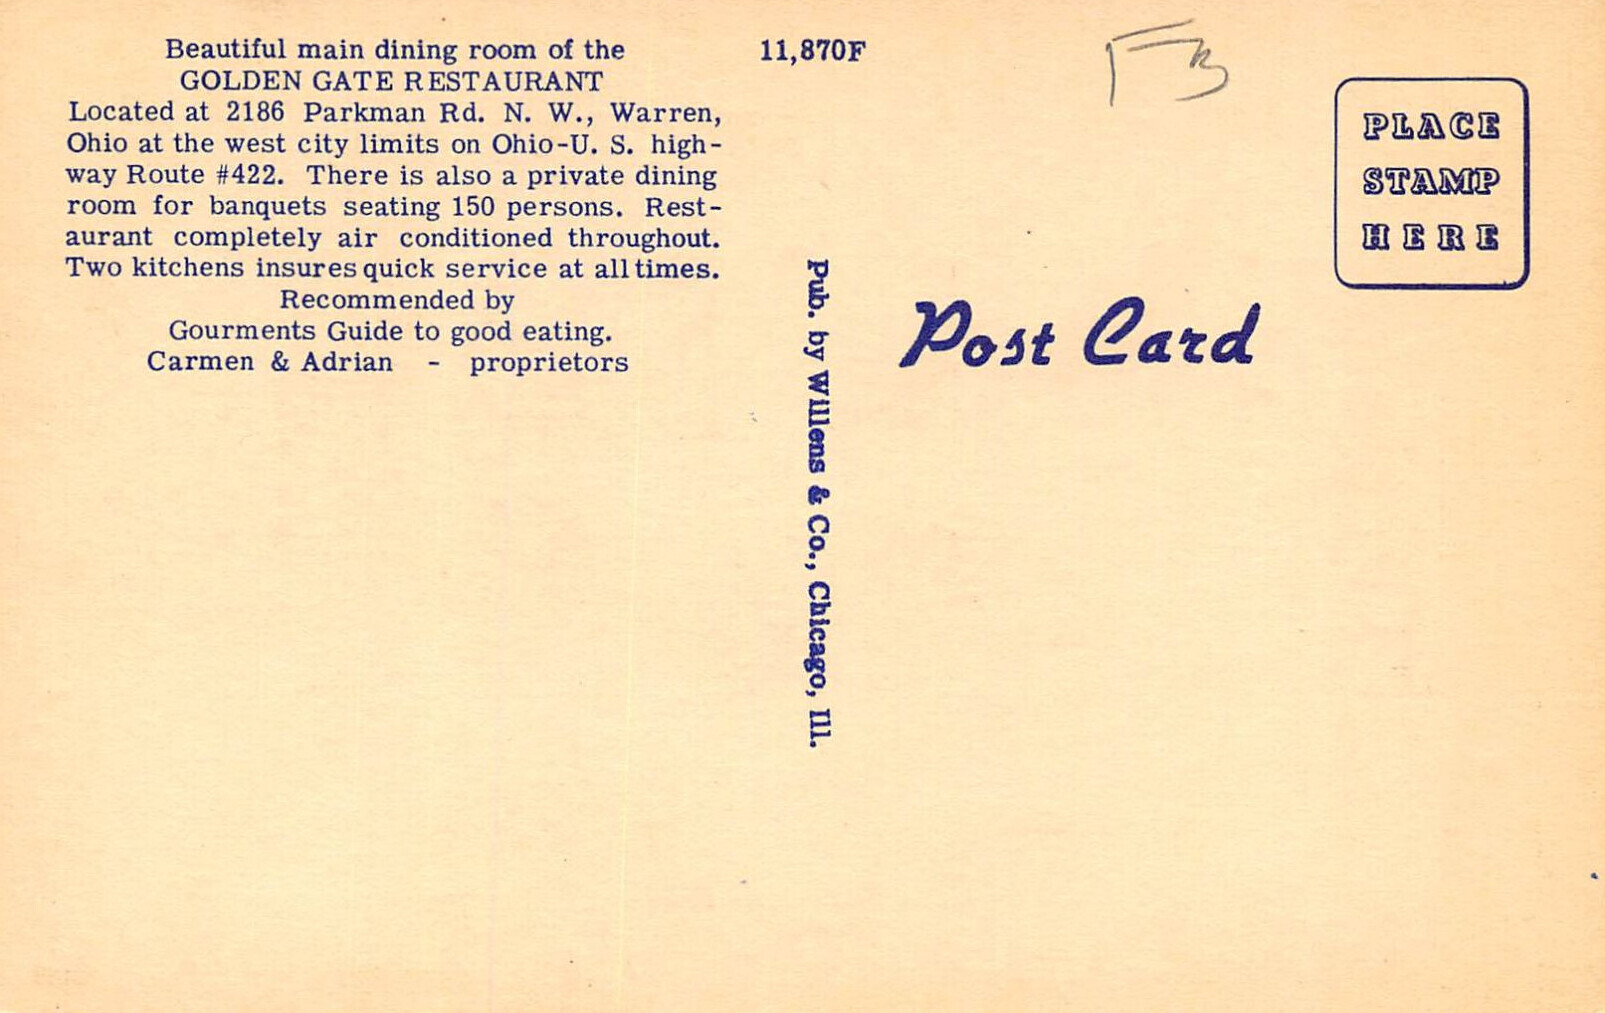 Beautiful main dining room of the
GOLDEN GATE RESTAURANT
Located at 2186 Parkman Rd. N. W., Warren,
Ohio at the west city limits on Ohio-U. S. high-
way Route #422. There is also a private dining
room for banquets seating 150 persons. Rest-
aurant completely air conditioned throughout.
Two kitchens insures quick service at all times.
Recommended by
Gourments Guide to good eating.
Carmen & Adrian - proprietors
11,870F
Pub. by Willens & Co., Chicago, Ill.
Post Card
PLACE
STAMP
HERE